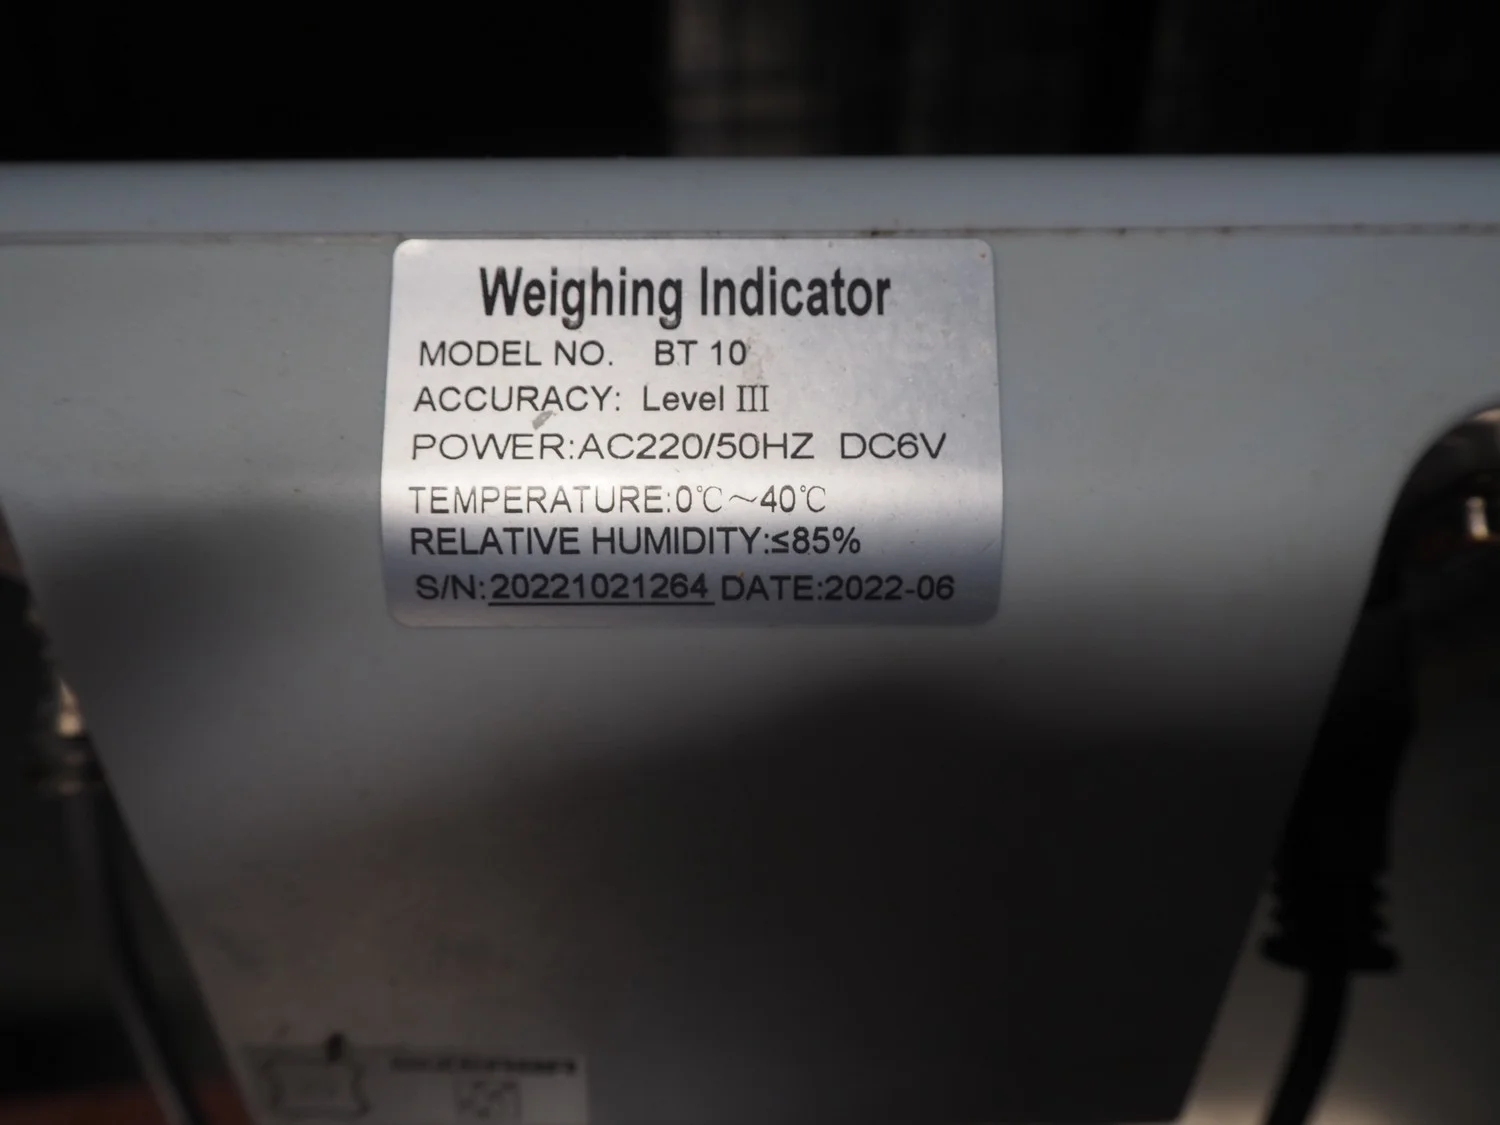 Weighing Indicator
MODEL NO. BT 10
ACCURACY: Level III
POWER:AC220/50HZ DC6V
TEMPERATURE:0℃～40℃
RELATIVE HUMIDITY:≤85%
S/N:20221021264 DATE:2022-06